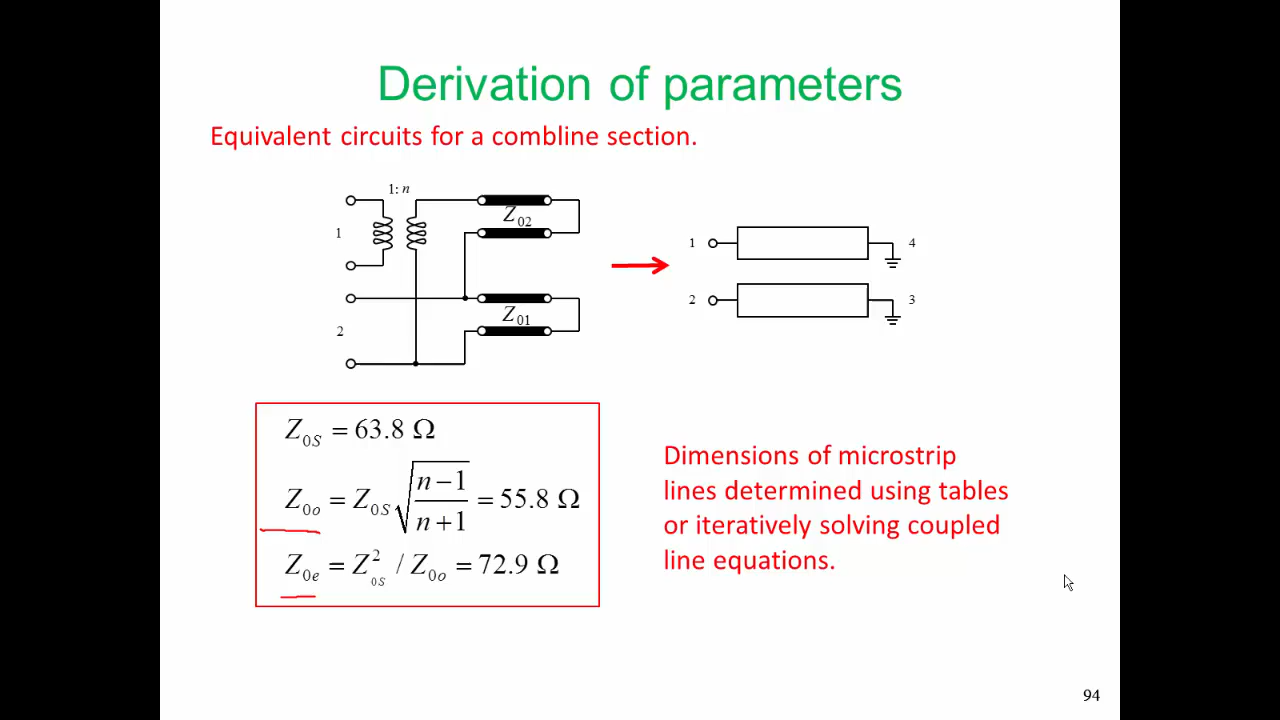 Derivation of parameters
Equivalent circuits for a combline section.
1: n
Z02
1
Z01
2
1
4
2
3
Z0S = 63.8 Ω
Z0o = Z0S √((n−1)/(n+1)) = 55.8 Ω
Z0e = Z0S² / Z0o = 72.9 Ω
Dimensions of microstrip
lines determined using tables
or iteratively solving coupled
line equations.
94